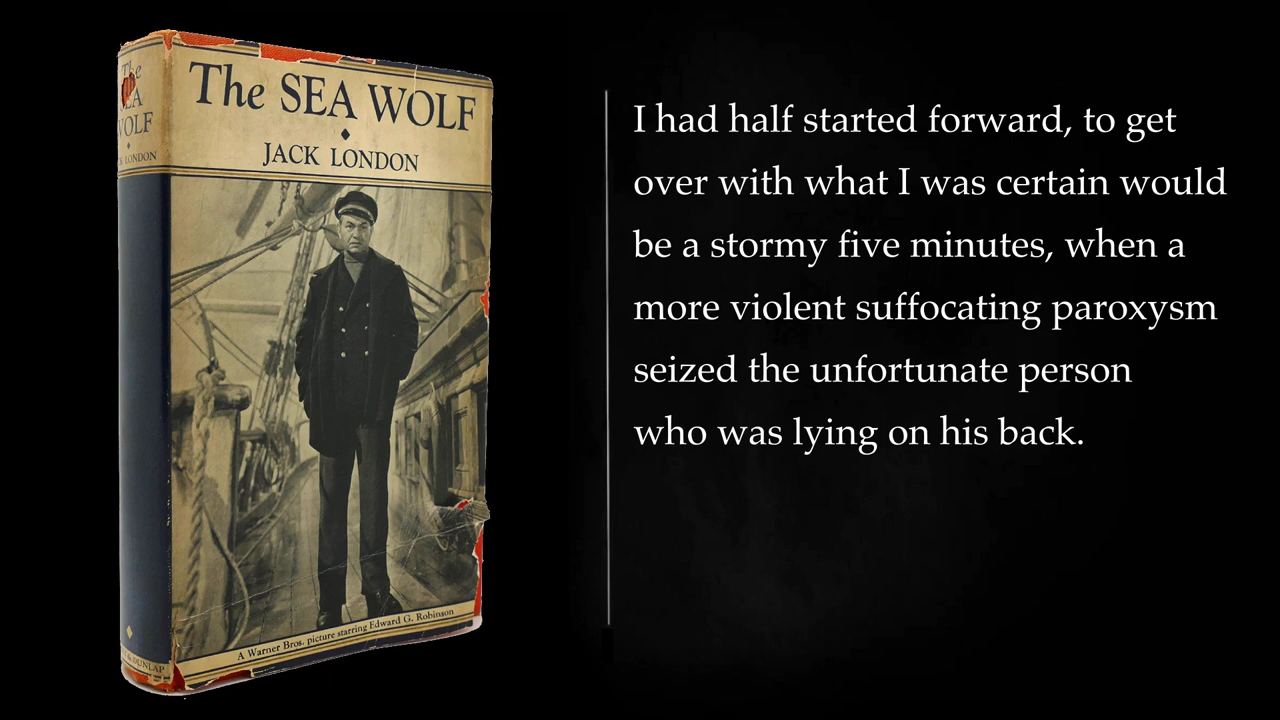 The SEA WOLF
JACK LONDON
A Warner Bros. picture starring Edward G. Robinson
The
WOLF
LONDON
DUNLAP
I had half started forward, to get
over with what I was certain would
be a stormy five minutes, when a
more violent suffocating paroxysm
seized the unfortunate person
who was lying on his back.